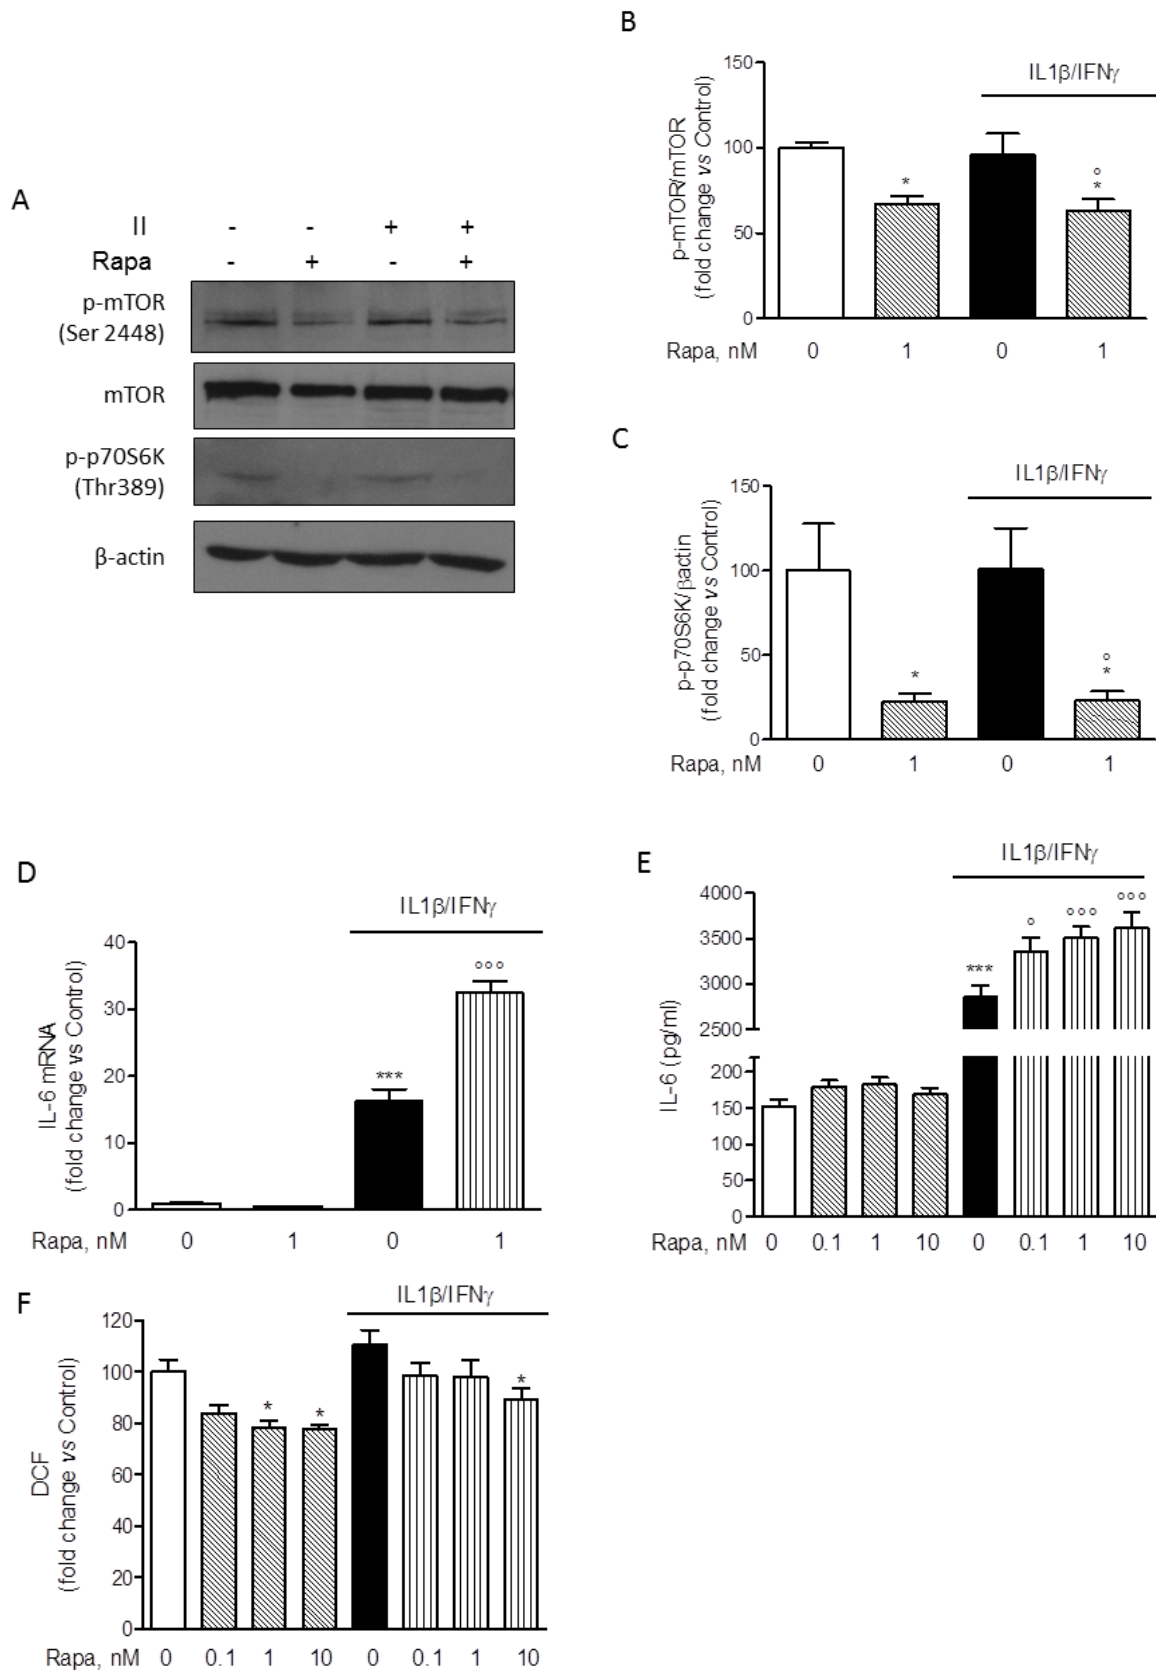 A
II - - + +
Rapa - + - +
p-mTOR
(Ser 2448)
mTOR
p-p70S6K
(Thr389)
β-actin
B
IL1β/IFNγ
p-mTOR/mTOR
(fold change vs Control)
150
100
50
0
*
°
*
Rapa, nM 0 1 0 1
C
IL1β/IFNγ
p-p70S6K/βactin
(fold change vs Control)
150
100
50
0
*
°
*
Rapa, nM 0 1 0 1
D
IL1β/IFNγ
IL-6 mRNA
(fold change vs Control)
40
30
20
10
0
***
°°°
Rapa, nM 0 1 0 1
E
IL1β/IFNγ
IL-6 (pg/ml)
4000
3500
3000
2500
200
150
100
50
0
***
°
°°°
°°°
Rapa, nM 0 0.1 1 10 0 0.1 1 10
F
IL1β/IFNγ
DCF
(fold change vs Control)
120
100
80
60
40
20
0
*
*
*
Rapa, nM 0 0.1 1 10 0 0.1 1 10